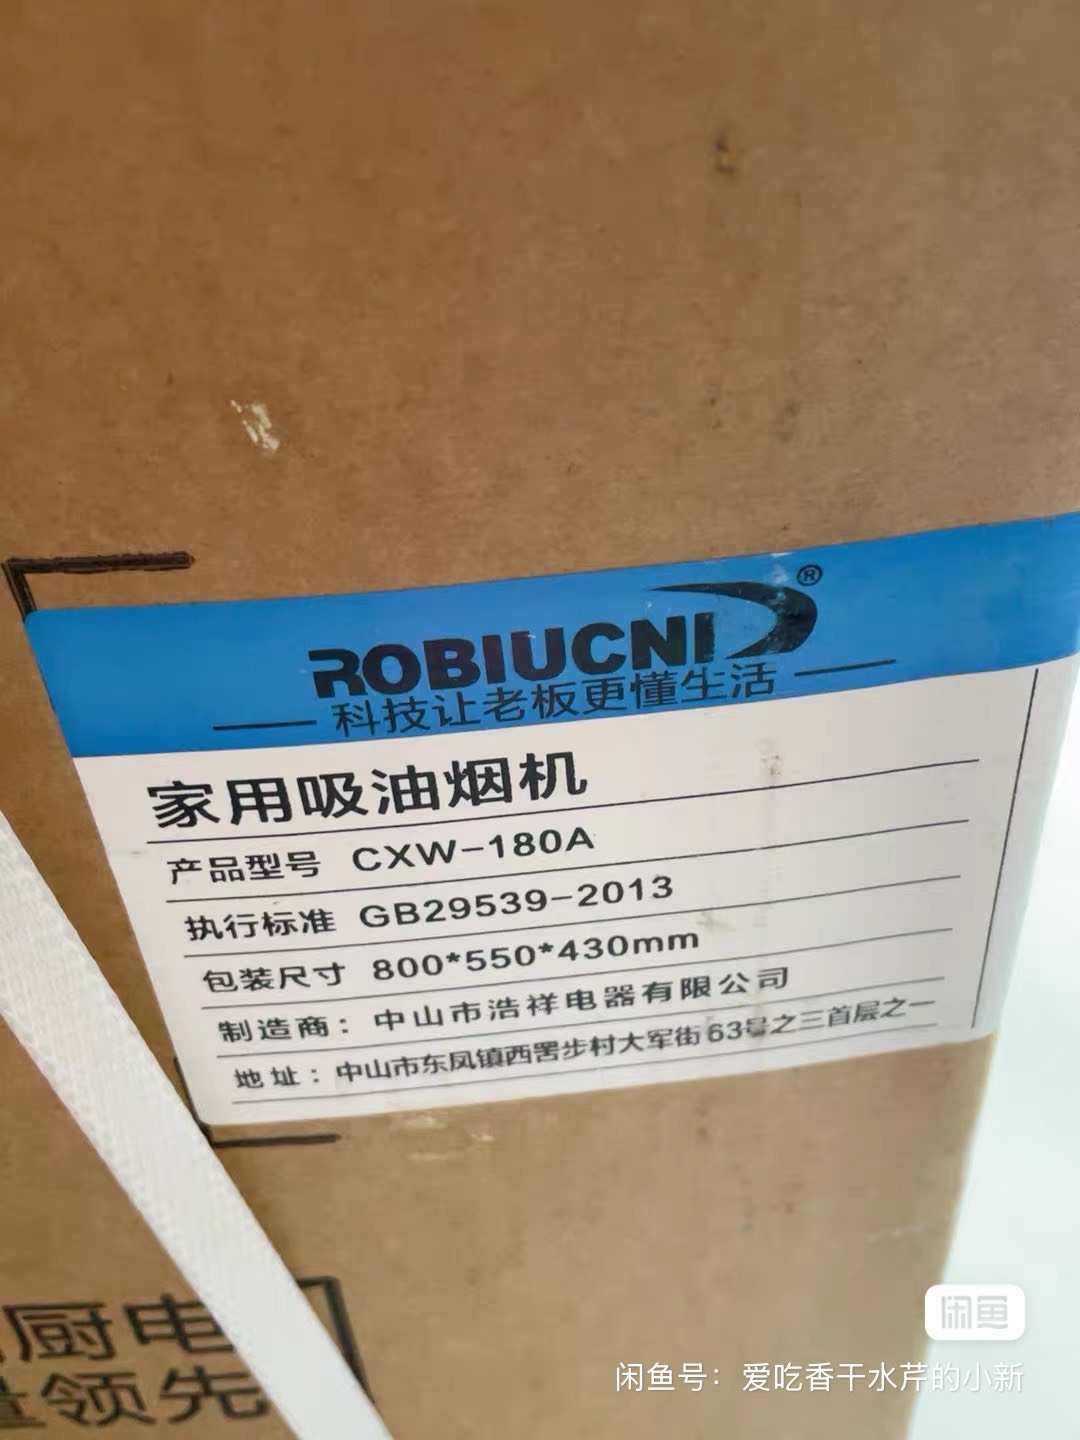 ROBIUCNI®
科技让老板更懂生活
家用吸油烟机
产品型号 CXW-180A
执行标准 GB29539-2013
包装尺寸 800*550*430mm
制造商：中山市浩祥电器有限公司
地址：中山市东凤镇西罟步村大军街63号之三首层之一
厨电
量领先
闲鱼
闲鱼号：爱吃香干水芹的小新